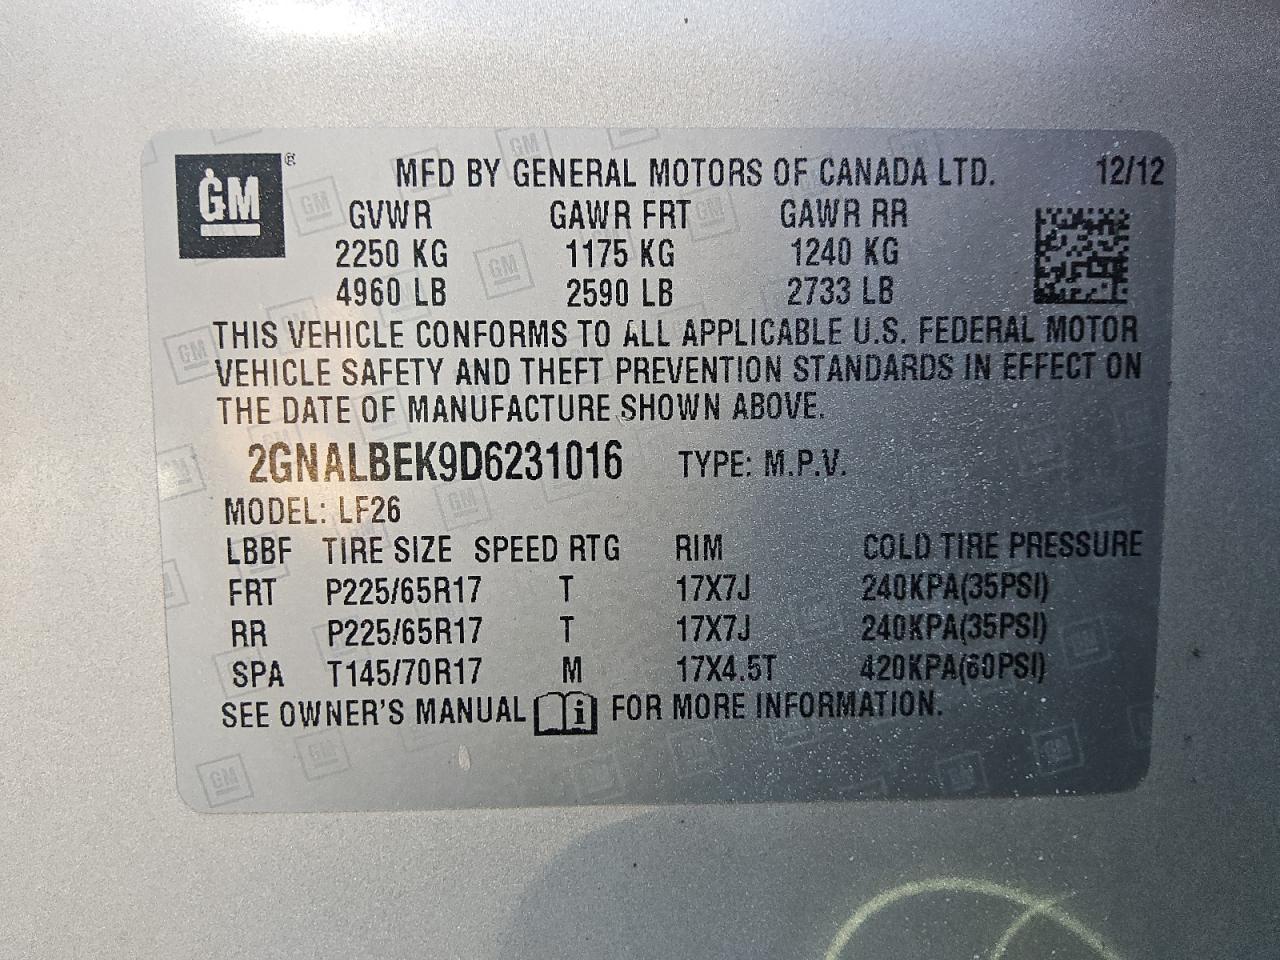 GM ® MFD BY GENERAL MOTORS OF CANADA LTD. 12/12
GVWR GAWR FRT GAWR RR
2250 KG 1175 KG 1240 KG
4960 LB 2590 LB 2733 LB
THIS VEHICLE CONFORMS TO ALL APPLICABLE U.S. FEDERAL MOTOR
VEHICLE SAFETY AND THEFT PREVENTION STANDARDS IN EFFECT ON
THE DATE OF MANUFACTURE SHOWN ABOVE.
2GNALBEK9D6231016 TYPE: M.P.V.
MODEL: LF26
LBBF TIRE SIZE SPEED RTG RIM COLD TIRE PRESSURE
FRT P225/65R17 T 17X7J 240KPA(35PSI)
RR P225/65R17 T 17X7J 240KPA(35PSI)
SPA T145/70R17 M 17X4.5T 420KPA(60PSI)
SEE OWNER'S MANUAL i FOR MORE INFORMATION.